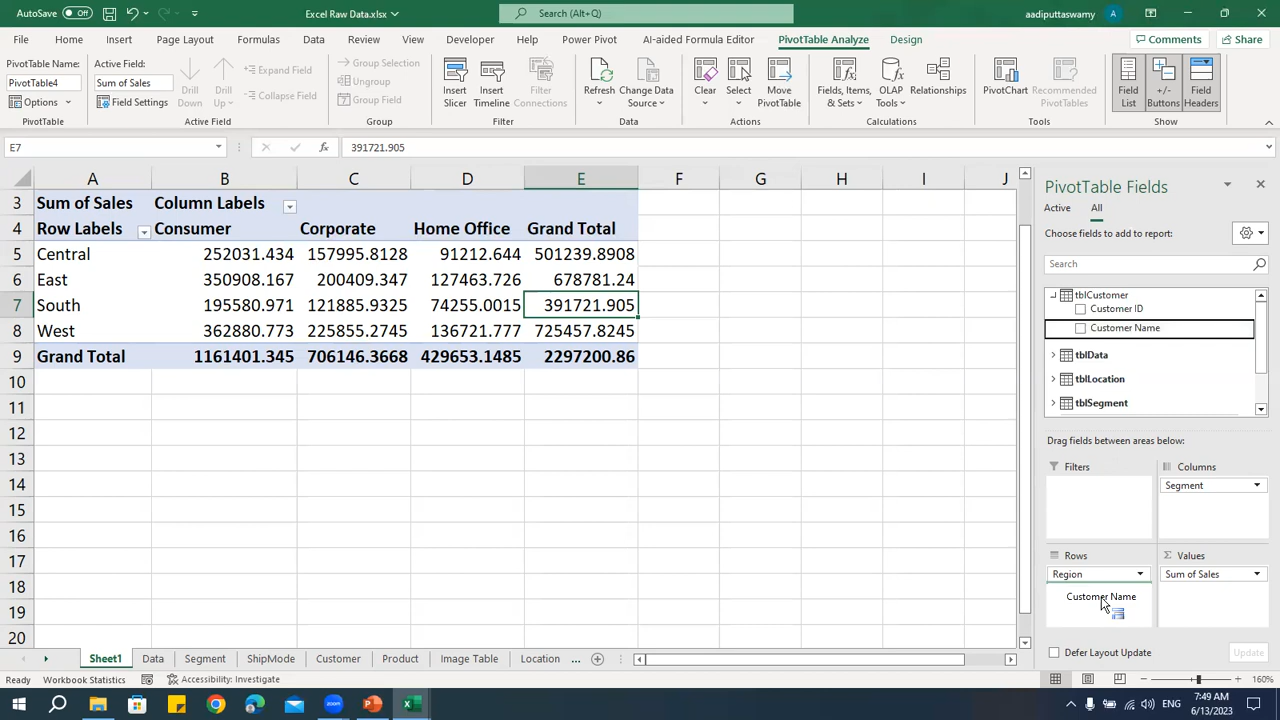 AutoSave Off Excel Raw Data.xlsx Search (Alt+Q) aadiputtaswamy A
File Home Insert Page Layout Formulas Data Review View Developer Help Power Pivot AI-aided Formula Editor PivotTable Analyze Design Comments Share
PivotTable Name: Active Field:
PivotTable4 Sum of Sales
Options Field Settings
Drill Down Drill Up
Expand Field
Collapse Field
Group Selection
Ungroup
Group Field
Insert Slicer Insert Timeline Filter Connections
Refresh Change Data Source
Clear Select Move PivotTable
Fields, Items, & Sets OLAP Tools Relationships
PivotChart Recommended PivotTables
Field List +/- Buttons Field Headers
PivotTable Active Field Group Filter Data Actions Calculations Tools Show
E7 fx 391721.905
A B C D E F G H I J
3 Sum of Sales Column Labels
4 Row Labels Consumer Corporate Home Office Grand Total
5 Central 252031.434 157995.8128 91212.644 501239.8908
6 East 350908.167 200409.347 127463.726 678781.24
7 South 195580.971 121885.9325 74255.0015 391721.905
8 West 362880.773 225855.2745 136721.777 725457.8245
9 Grand Total 1161401.345 706146.3668 429653.1485 2297200.86
10
11
12
13
14
15
16
17
18
19
20
PivotTable Fields
Active All
Choose fields to add to report:
Search
tblCustomer
Customer ID
Customer Name
tblData
tblLocation
tblSegment
Drag fields between areas below:
Filters Columns
Segment
Rows Values
Region Sum of Sales
Customer Name
Defer Layout Update Update
Sheet1 Data Segment ShipMode Customer Product Image Table Location ...
Ready Workbook Statistics Accessibility: Investigate 160%
ENG 7:49 AM
6/13/2023